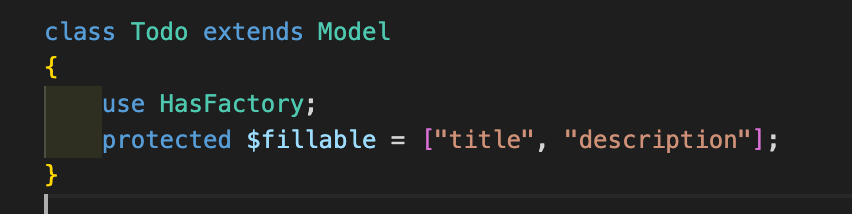 class Todo extends Model
{
    use HasFactory;
    protected $fillable = ["title", "description"];
}